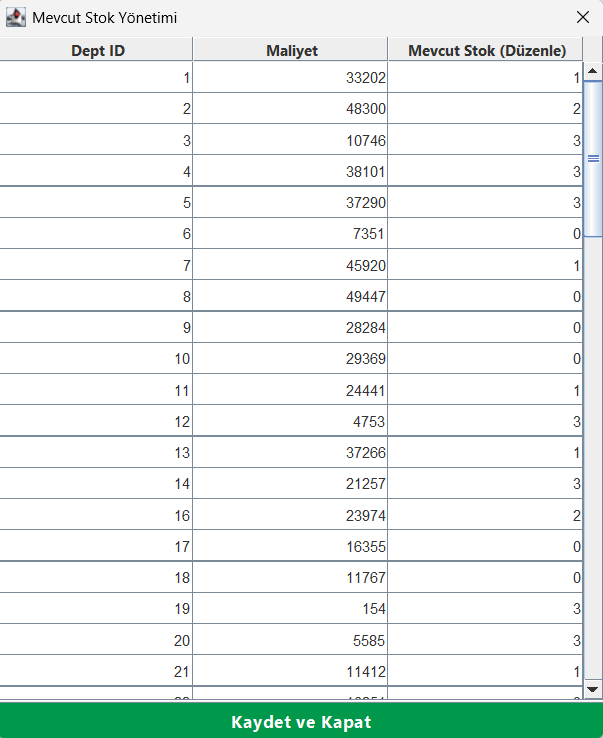 Mevcut Stok Yönetimi
Dept ID Maliyet Mevcut Stok (Düzenle)
1 33202 1
2 48300 2
3 10746 3
4 38101 3
5 37290 3
6 7351 0
7 45920 1
8 49447 0
9 28284 0
10 29369 0
11 24441 1
12 4753 3
13 37266 1
14 21257 3
16 23974 2
17 16355 0
18 11767 0
19 154 3
20 5585 3
21 11412 1
Kaydet ve Kapat